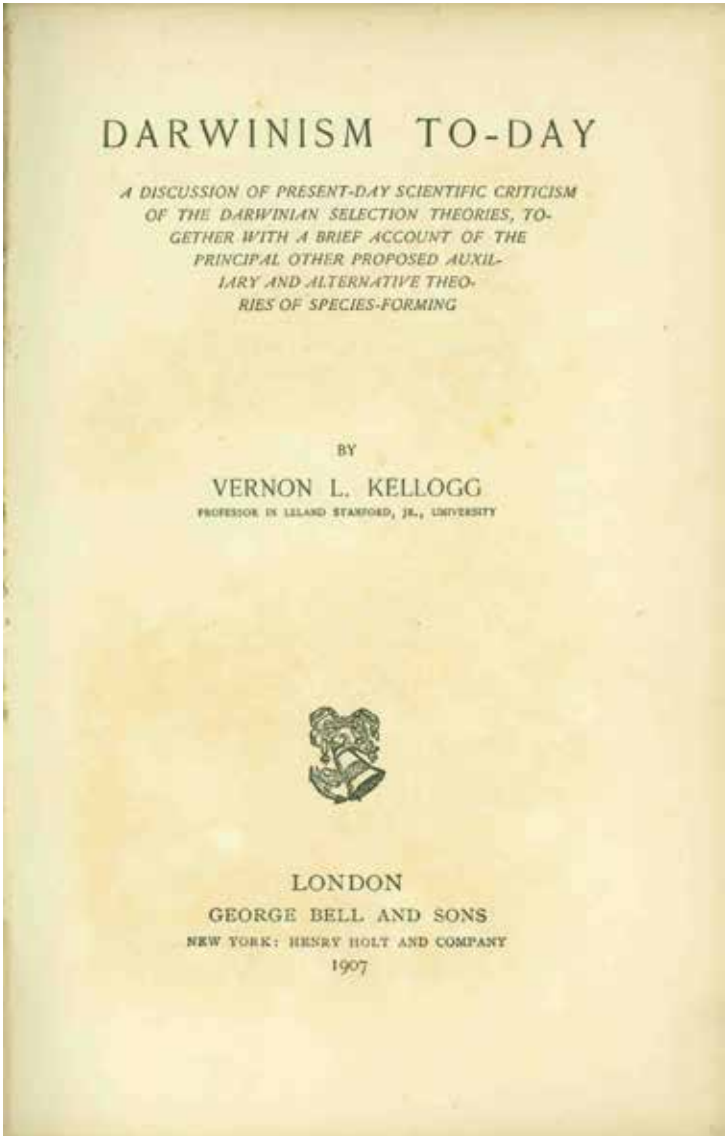 DARWINISM TO-DAY
A DISCUSSION OF PRESENT-DAY SCIENTIFIC CRITICISM
OF THE DARWINIAN SELECTION THEORIES, TO-
GETHER WITH A BRIEF ACCOUNT OF THE
PRINCIPAL OTHER PROPOSED AUXIL-
IARY AND ALTERNATIVE THEO-
RIES OF SPECIES-FORMING
BY
VERNON L. KELLOGG
PROFESSOR IN LELAND STANFORD, JR., UNIVERSITY
LONDON
GEORGE BELL AND SONS
NEW YORK: HENRY HOLT AND COMPANY
1907